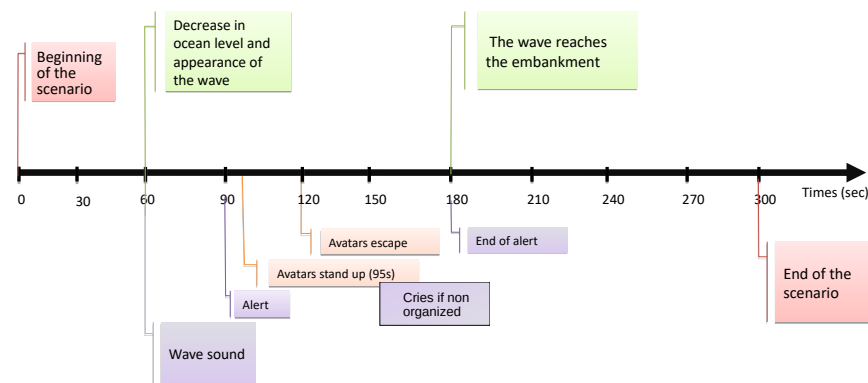 Beginning
of the
scenario
Decrease in
ocean level and
appearance of
the wave
The wave reaches
the embankment
0 30 60 90 120 150 180 210 240 300
Times (sec)
Avatars escape
End of alert
Avatars stand up (95s)
Alert
Cries if non
organized
End of the
scenario
Wave sound